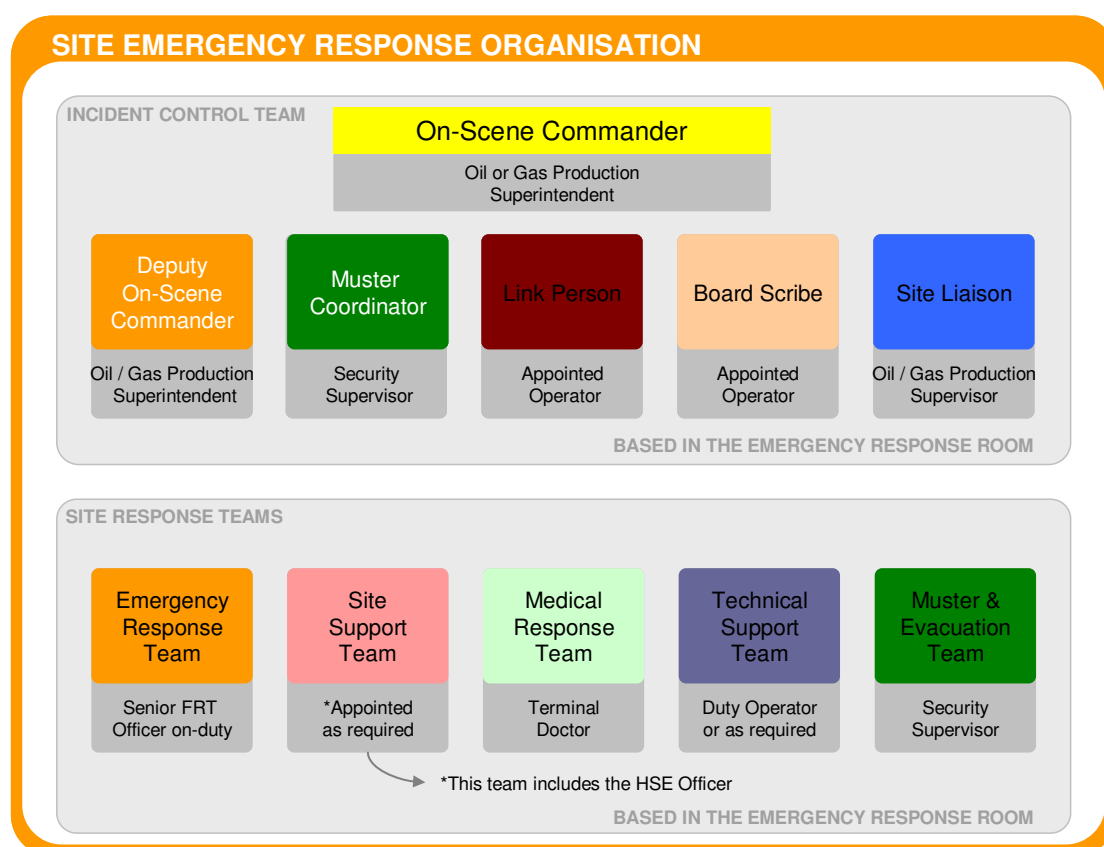 SITE EMERGENCY RESPONSE ORGANISATION
INCIDENT CONTROL TEAM
On-Scene Commander
Oil or Gas Production
Superintendent
Deputy
On-Scene
Commander
Oil / Gas Production
Superintendent
Muster
Coordinator
Security
Supervisor
Link Person
Appointed
Operator
Board Scribe
Appointed
Operator
Site Liaison
Oil / Gas Production
Supervisor
BASED IN THE EMERGENCY RESPONSE ROOM
SITE RESPONSE TEAMS
Emergency
Response
Team
Senior FRT
Officer on-duty
Site
Support
Team
*Appointed
as required
Medical
Response
Team
Terminal
Doctor
Technical
Support
Team
Duty Operator
or as required
Muster &
Evacuation
Team
Security
Supervisor
*This team includes the HSE Officer
BASED IN THE EMERGENCY RESPONSE ROOM